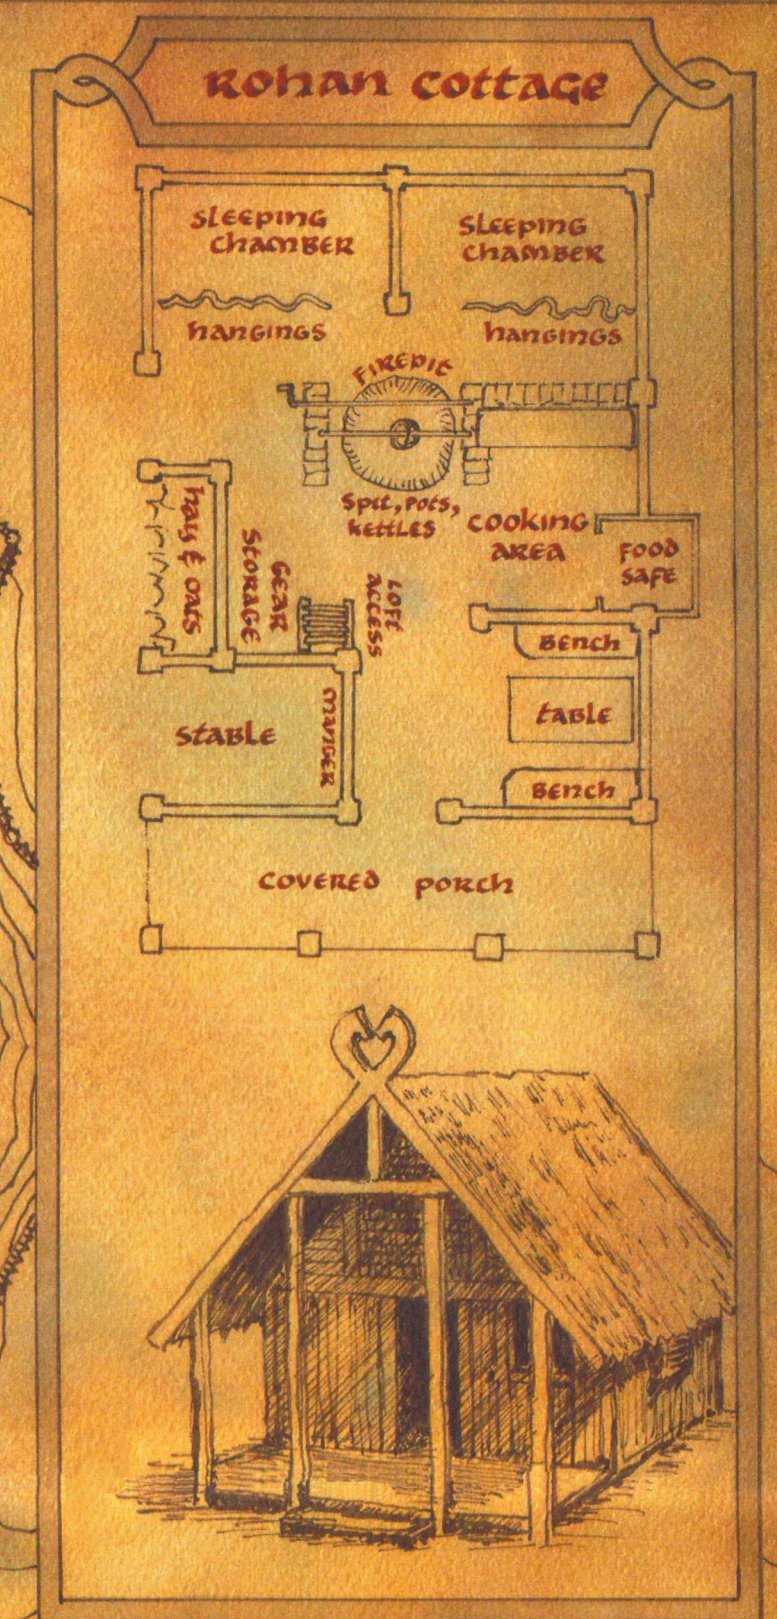 Rohan Cottage
Sleeping
Chamber
Sleeping
Chamber
hangings
hangings
Firepit
Spit, pots,
kettles
Cooking
Area
Food
Safe
hay & oats
Gear
Storage
Loft
Access
Bench
Table
Bench
Stable
Manger
Covered Porch